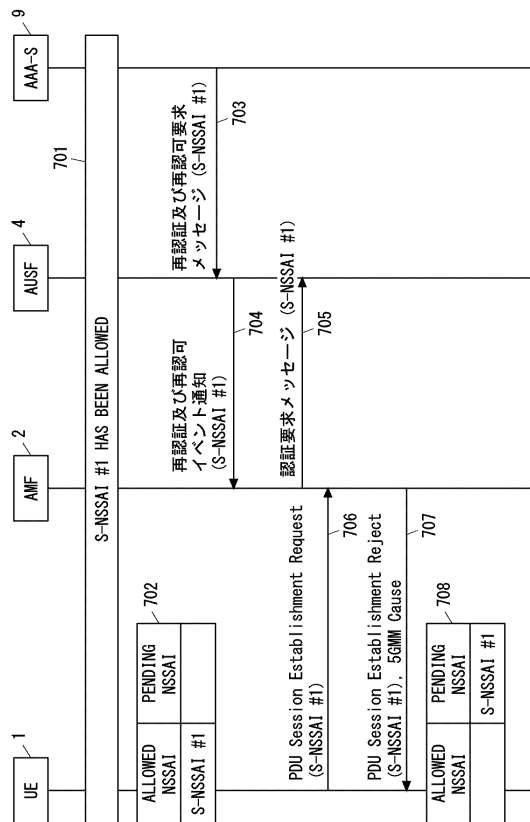 UE
1
AMF
2
AUSF
4
AAA-S
9
S-NSSAI #1 HAS BEEN ALLOWED
701
ALLOWED
NSSAI
PENDING
NSSAI
702
S-NSSAI #1
再認証及び再認可要求
メッセージ (S-NSSAI #1)
703
再認証及び再認可
イベント通知
(S-NSSAI #1)
704
認証要求メッセージ (S-NSSAI #1)
705
PDU Session Establishment Request
(S-NSSAI #1)
706
PDU Session Establishment Reject
(S-NSSAI #1), 5GMM Cause
707
ALLOWED
NSSAI
PENDING
NSSAI
708
S-NSSAI #1